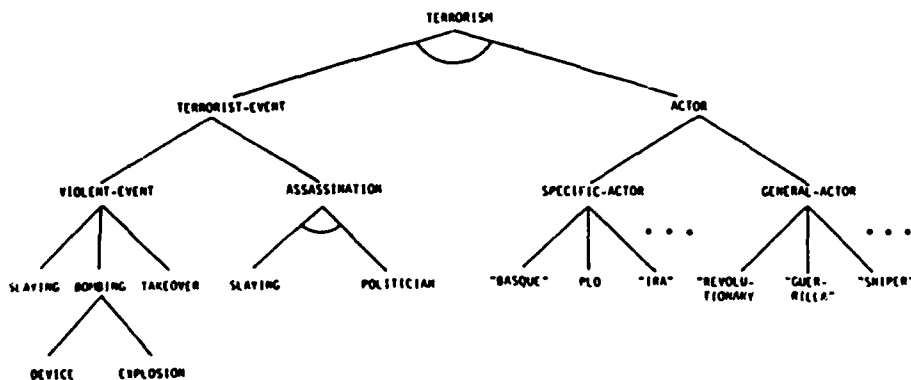 TERRORISM
TERRORIST-EVENT ACTOR
VIOLENT-EVENT ASSASSINATION SPECIFIC-ACTOR GENERAL-ACTOR
SLAYING BOMBING TAKEOVER SLAYING POLITICIAN "BASQUE" PLO "IRA" "REVOLU- "GUER- "SNIPER"
TIONARY RILLA"
DEVICE EXPLOSION